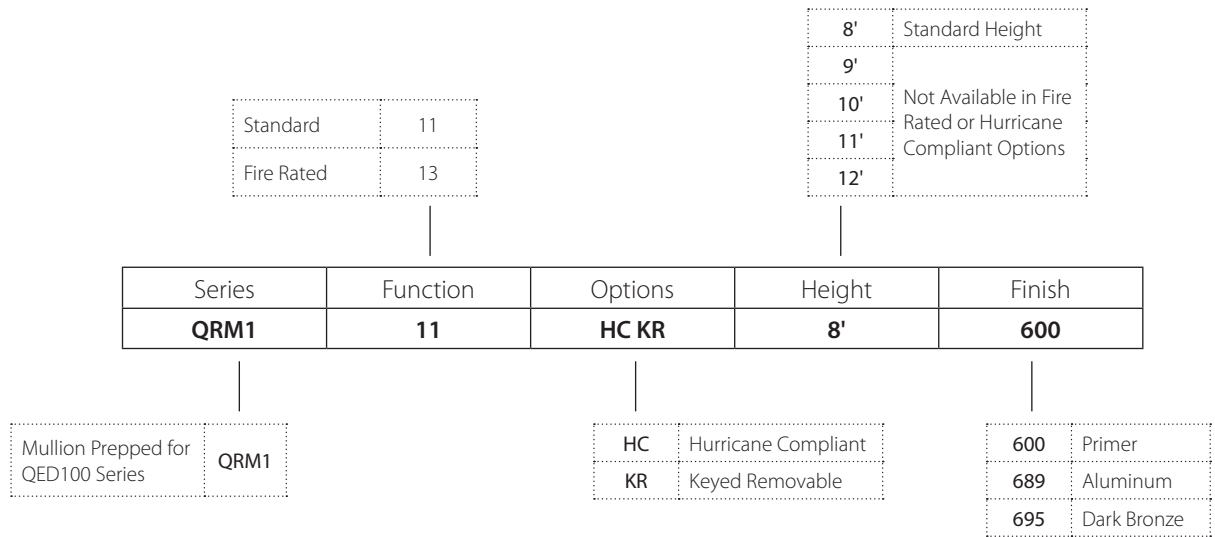 8' Standard Height
9'
10' Not Available in Fire
Rated or Hurricane
11' Compliant Options
12'
Standard 11
Fire Rated 13
Series Function Options Height Finish
QRM1 11 HC KR 8' 600
Mullion Prepped for
QED100 Series
QRM1
HC Hurricane Compliant
KR Keyed Removable
600 Primer
689 Aluminum
695 Dark Bronze